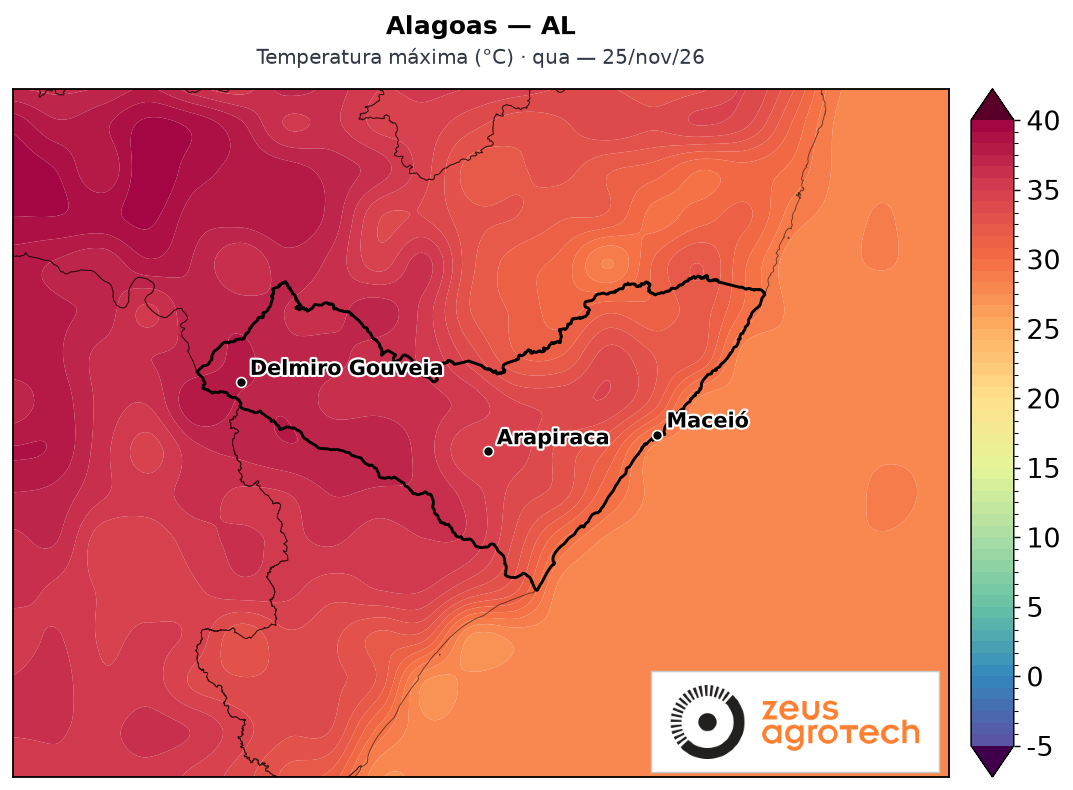 Alagoas — AL
Temperatura máxima (°C) · qua — 25/nov/26
40
35
30
25
20
15
10
5
0
-5
Delmiro Gouveia
Maceió
Arapiraca
zeus
agrotech